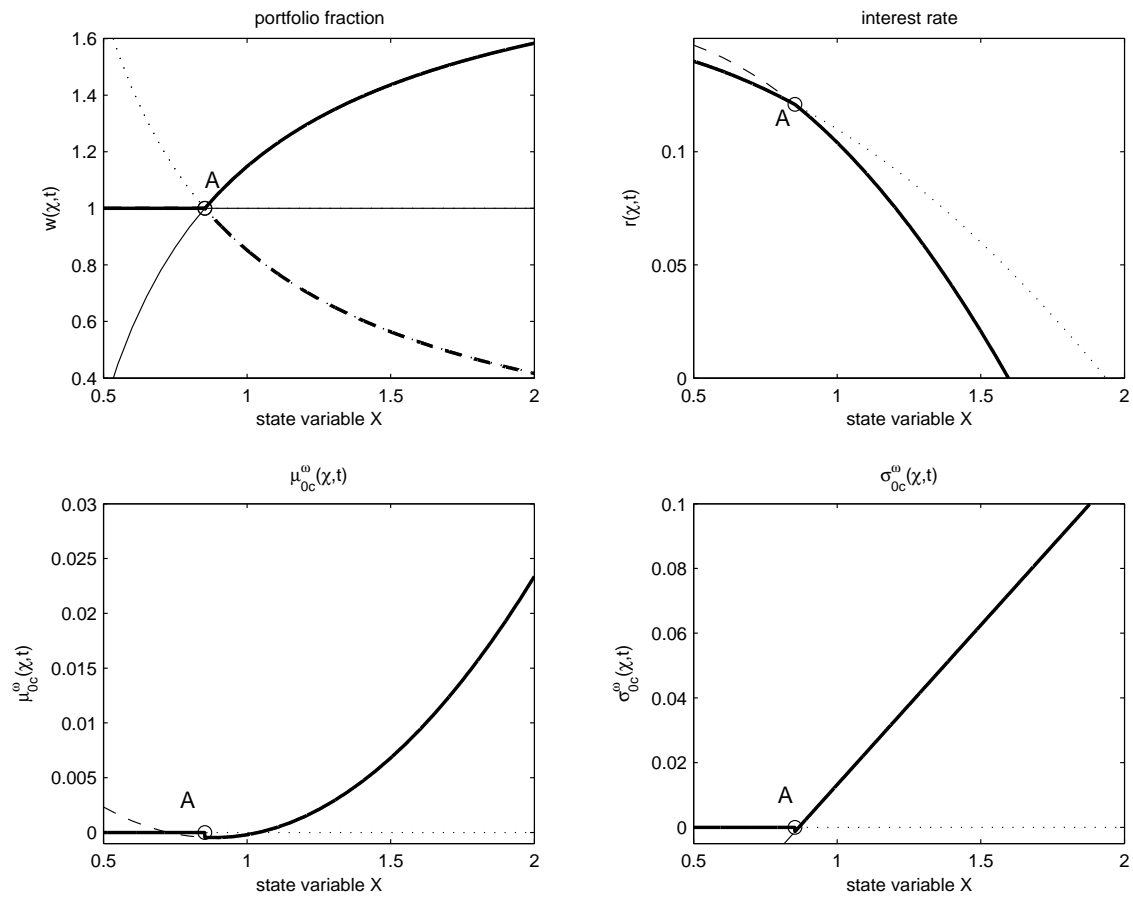 portfolio fraction
1.6
1.4
1.2
1
0.8
0.6
0.4
w(χ,t)
A
0.5 1 1.5 2
state variable X
interest rate
0.1
0.05
0
r(χ,t)
A
0.5 1 1.5 2
state variable X
μ₀c^ω(χ,t)
0.03
0.025
0.02
0.015
0.01
0.005
0
μ₀c^ω(χ,t)
A
0.5 1 1.5 2
state variable X
σ₀c^ω(χ,t)
0.1
0.08
0.06
0.04
0.02
0
σ₀c^ω(χ,t)
A
0.5 1 1.5 2
state variable X